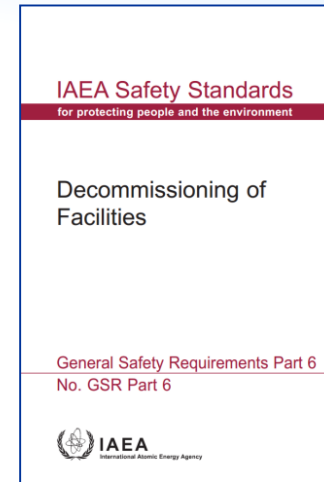 IAEA Safety Standards
for protecting people and the environment
Decommissioning of
Facilities
General Safety Requirements Part 6
No. GSR Part 6
IAEA
International Atomic Energy Agency